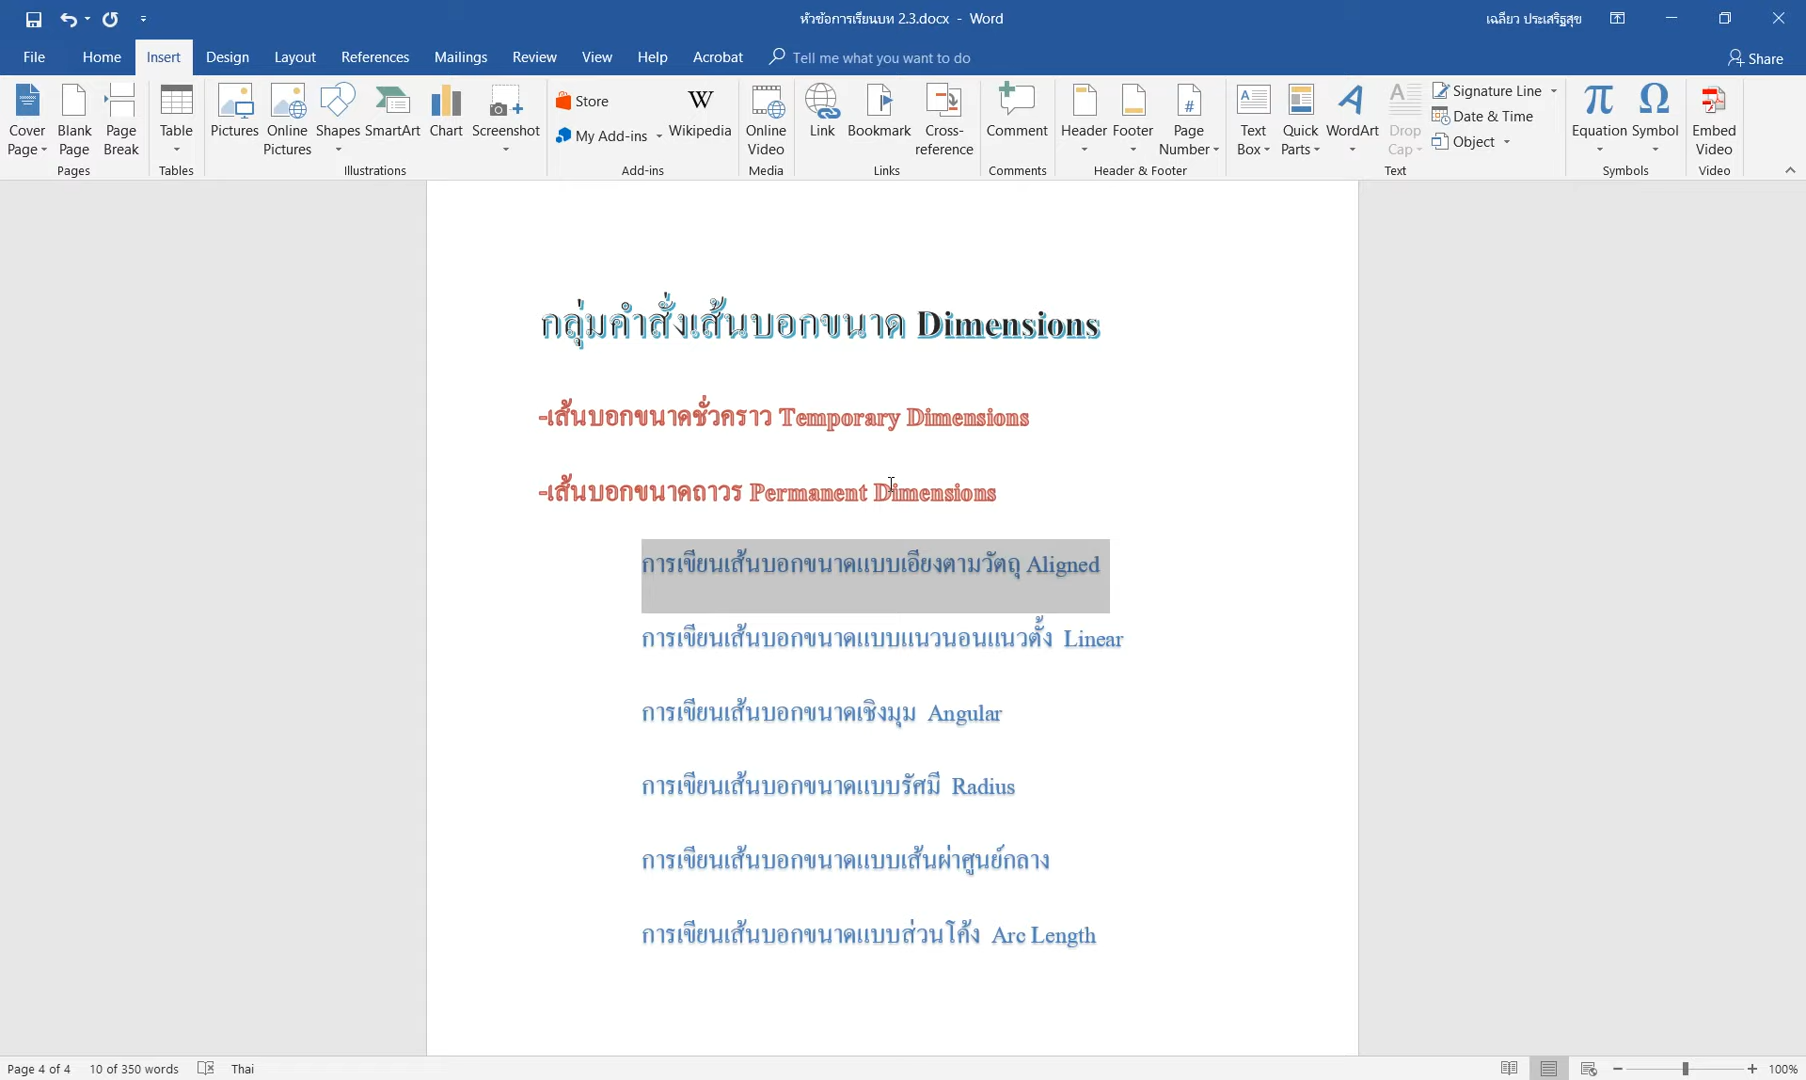 หัวข้อการเรียนบท 2.3.docx - Word
เฉลียว ประเสริฐสุข
File Home Insert Design Layout References Mailings Review View Help Acrobat Tell me what you want to do Share
Cover Page
Blank Page
Page Break
Table
Pictures
Online Pictures
Shapes
SmartArt
Chart
Screenshot
Store
My Add-ins
Wikipedia
Online Video
Link
Bookmark
Cross-reference
Comment
Header
Footer
Page Number
Text Box
Quick Parts
WordArt
Drop Cap
Signature Line
Date & Time
Object
Equation
Symbol
Embed Video
Pages Tables Illustrations Add-ins Media Links Comments Header & Footer Text Symbols Video
กลุ่มคำสั่งเส้นบอกขนาด Dimensions
-เส้นบอกขนาดชั่วคราว Temporary Dimensions
-เส้นบอกขนาดถาวร Permanent Dimensions
การเขียนเส้นบอกขนาดแบบเอียงตามวัตถุ Aligned
การเขียนเส้นบอกขนาดแบบแนวนอนแนวตั้ง Linear
การเขียนเส้นบอกขนาดเชิงมุม Angular
การเขียนเส้นบอกขนาดแบบรัศมี Radius
การเขียนเส้นบอกขนาดแบบเส้นผ่าศูนย์กลาง
การเขียนเส้นบอกขนาดแบบส่วนโค้ง Arc Length
Page 4 of 4 10 of 350 words Thai 100%